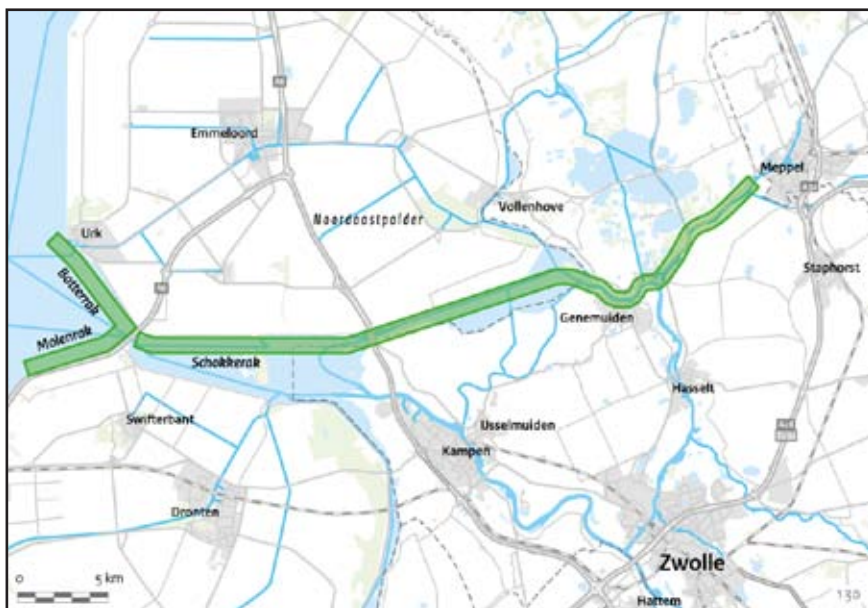 Emmeloord
Meppel
Noordoostpolder
Vollenhove
Urk
Staphorst
Botterrak
Molenrak
Genemuiden
Schokkerak
Hasselt
Swifterbant
IJsselmuiden
Kampen
Dronten
Zwolle
0 5 km
Hattem